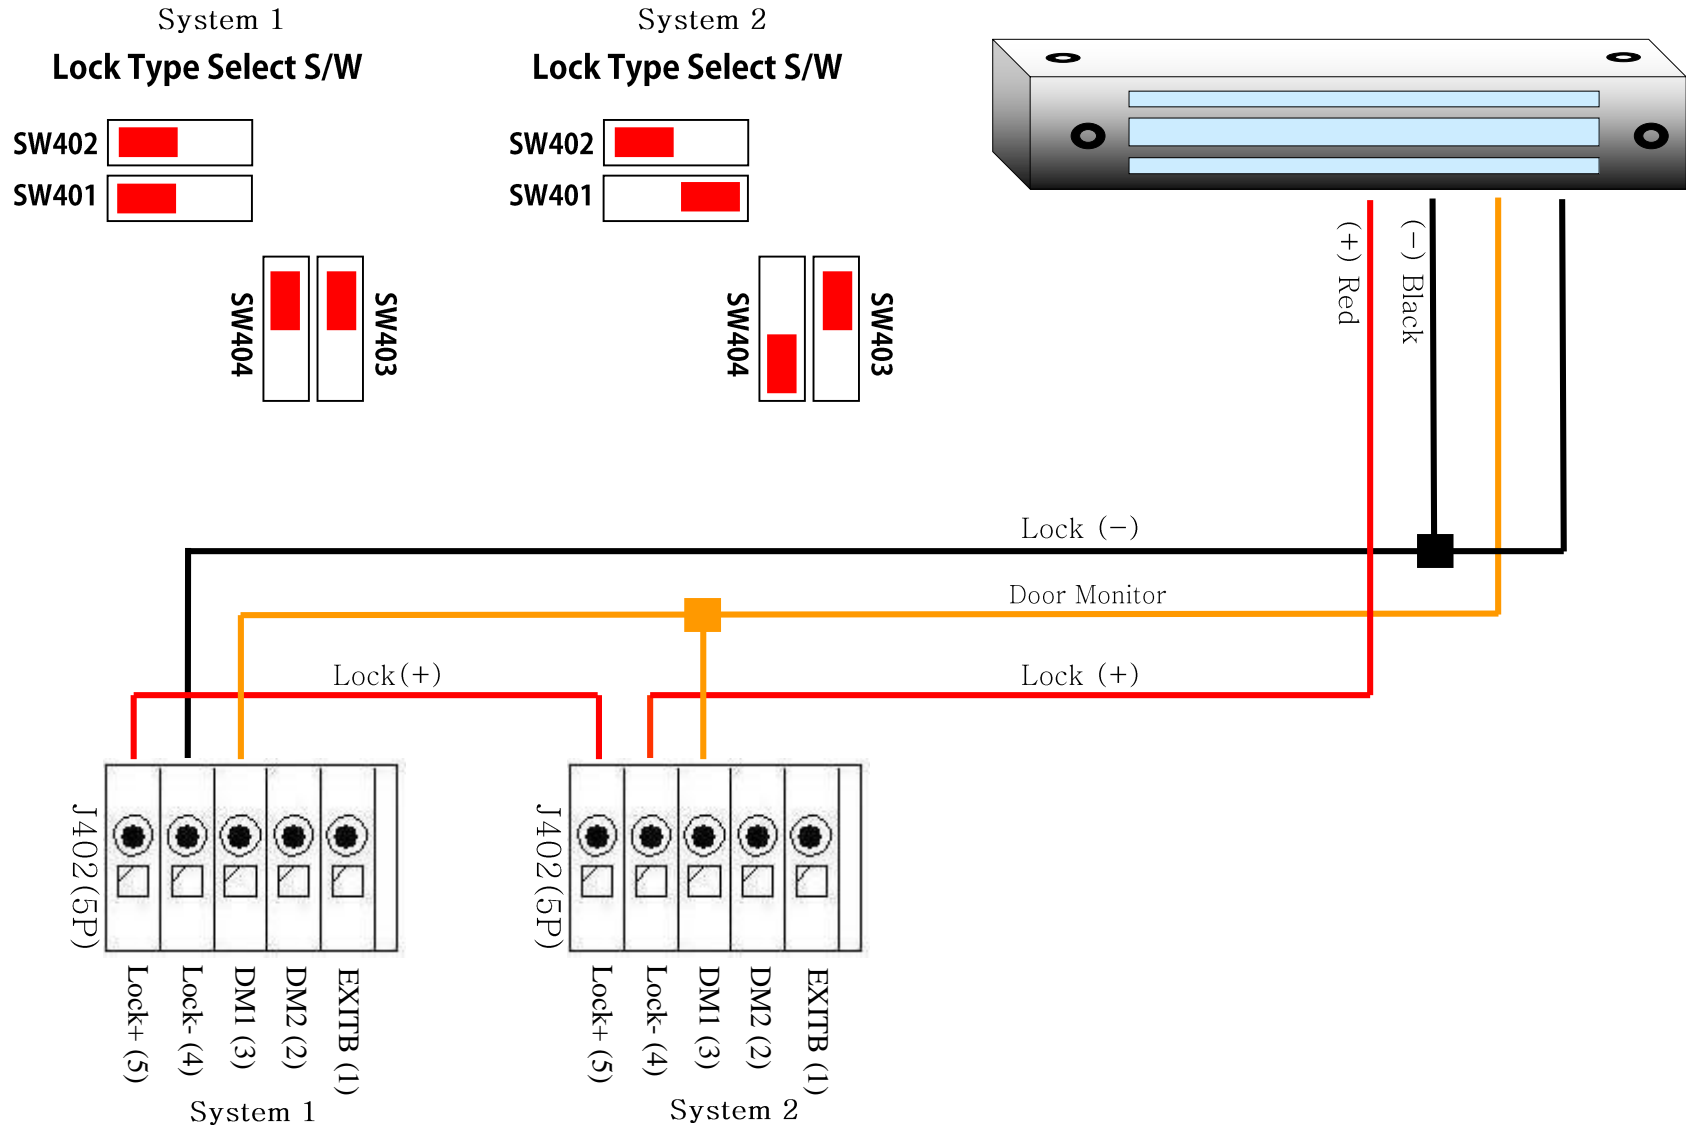 System 1
Lock Type Select S/W
SW402
SW401
SW404
SW403
System 2
Lock Type Select S/W
SW402
SW401
SW404
SW403
(+) Red
(-) Black
Lock (-)
Door Monitor
Lock(+)
Lock (+)
J402(5P)
Lock+ (5)
Lock- (4)
DM1 (3)
DM2 (2)
EXITB (1)
System 1
J402(5P)
Lock+ (5)
Lock- (4)
DM1 (3)
DM2 (2)
EXITB (1)
System 2